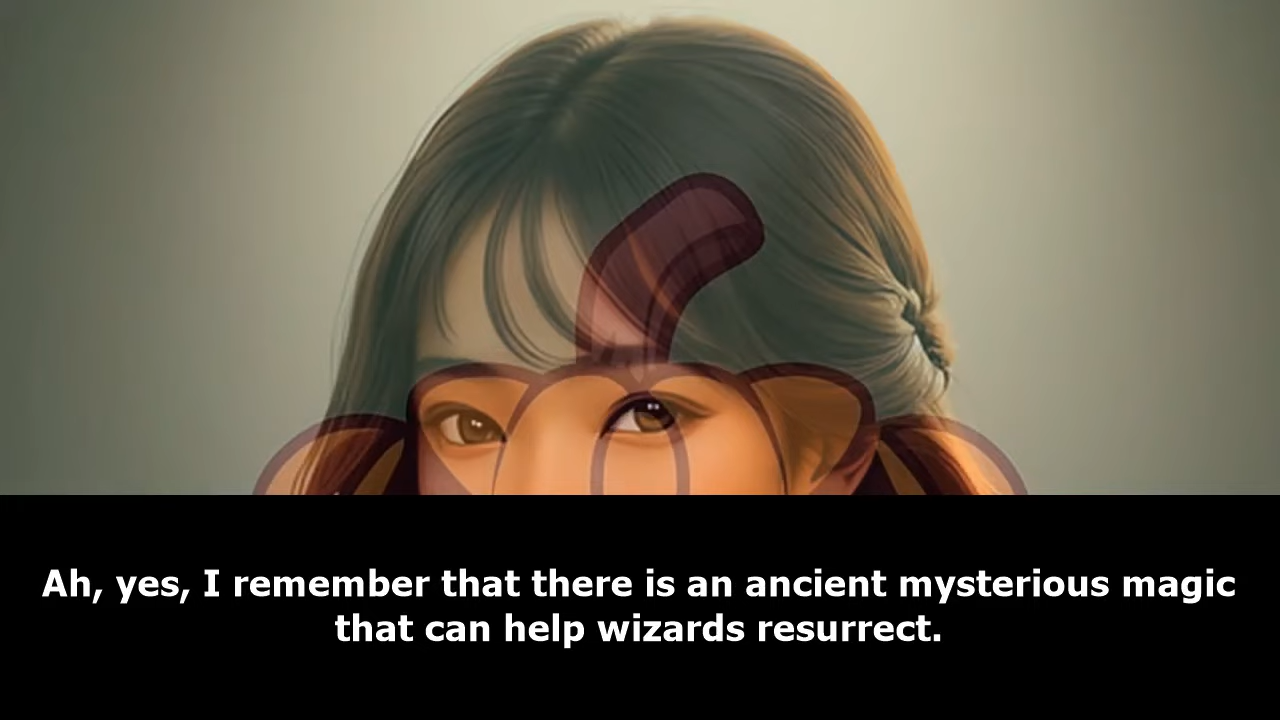 Ah, yes, I remember that there is an ancient mysterious magic
that can help wizards resurrect.